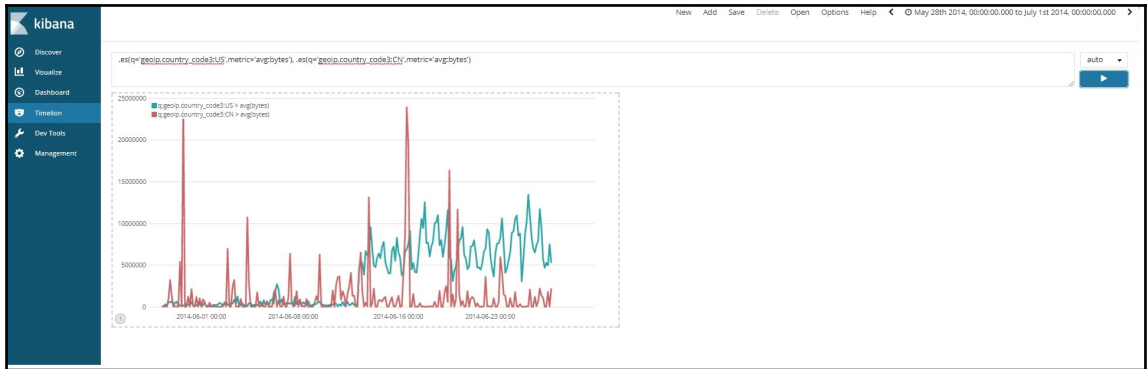 kibana
New Add Save Delete Open Options Help May 28th 2014, 00:00:00.000 to July 1st 2014, 00:00:00.000
Discover
Visualize
Dashboard
Timelion
Dev Tools
Management
.es(q='geoip.country_code3:US',metric='avg:bytes'), .es(q='geoip.country_code3:CN',metric='avg:bytes')
auto
q:geoip.country_code3:US > avg(bytes)
q:geoip.country_code3:CN > avg(bytes)
25000000
20000000
15000000
10000000
5000000
0
1
2014-06-01 00:00 2014-06-08 00:00 2014-06-16 00:00 2014-06-23 00:00